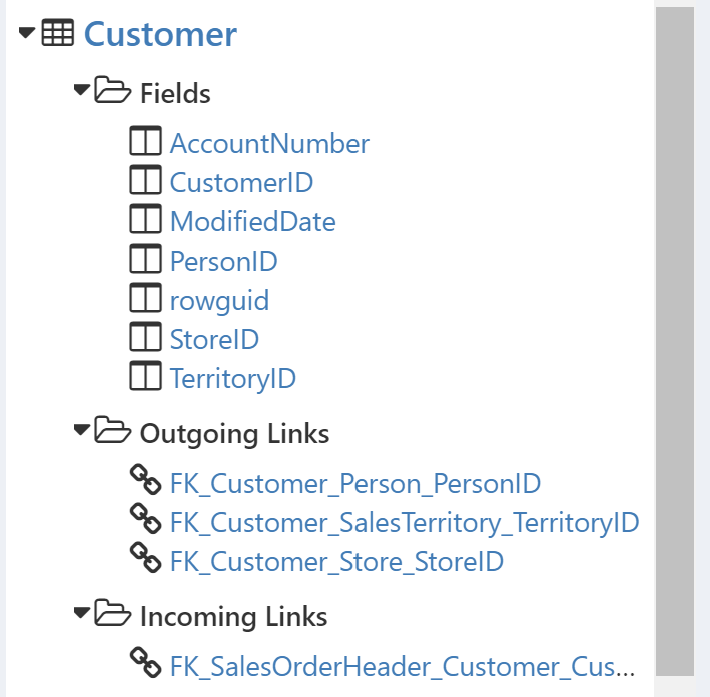 Customer
Fields
AccountNumber
CustomerID
ModifiedDate
PersonID
rowguid
StoreID
TerritoryID
Outgoing Links
FK_Customer_Person_PersonID
FK_Customer_SalesTerritory_TerritoryID
FK_Customer_Store_StoreID
Incoming Links
FK_SalesOrderHeader_Customer_Cus...